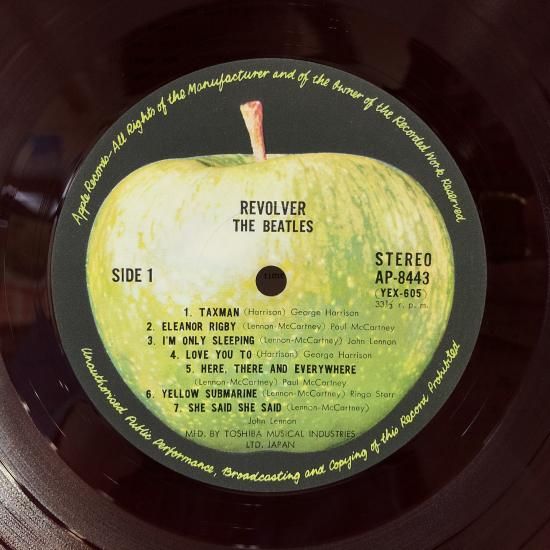 Apple Records-All Rights of the Manufacturer and of the Owner of the Recorded Work Reserved
REVOLVER
THE BEATLES
SIDE 1
STEREO
AP-8443
(YEX-605)
33⅓ r. p. m.
time
1. TAXMAN (Harrison) George Harrison
2. ELEANOR RIGBY (Lennon-McCartney) Paul McCartney
3. I'M ONLY SLEEPING (Lennon-McCartney) John Lennon
4. LOVE YOU TO (Harrison) George Harrison
5. HERE, THERE AND EVERYWHERE
(Lennon-McCartney) Paul McCartney
6. YELLOW SUBMARINE (Lennon-McCartney) Ringo Starr
7. SHE SAID SHE SAID (Lennon-McCartney)
John Lennon
MFD. BY TOSHIBA MUSICAL INDUSTRIES
LTD. JAPAN
Unauthorised Public Performance, Broadcasting and Copying of this Record Prohibited